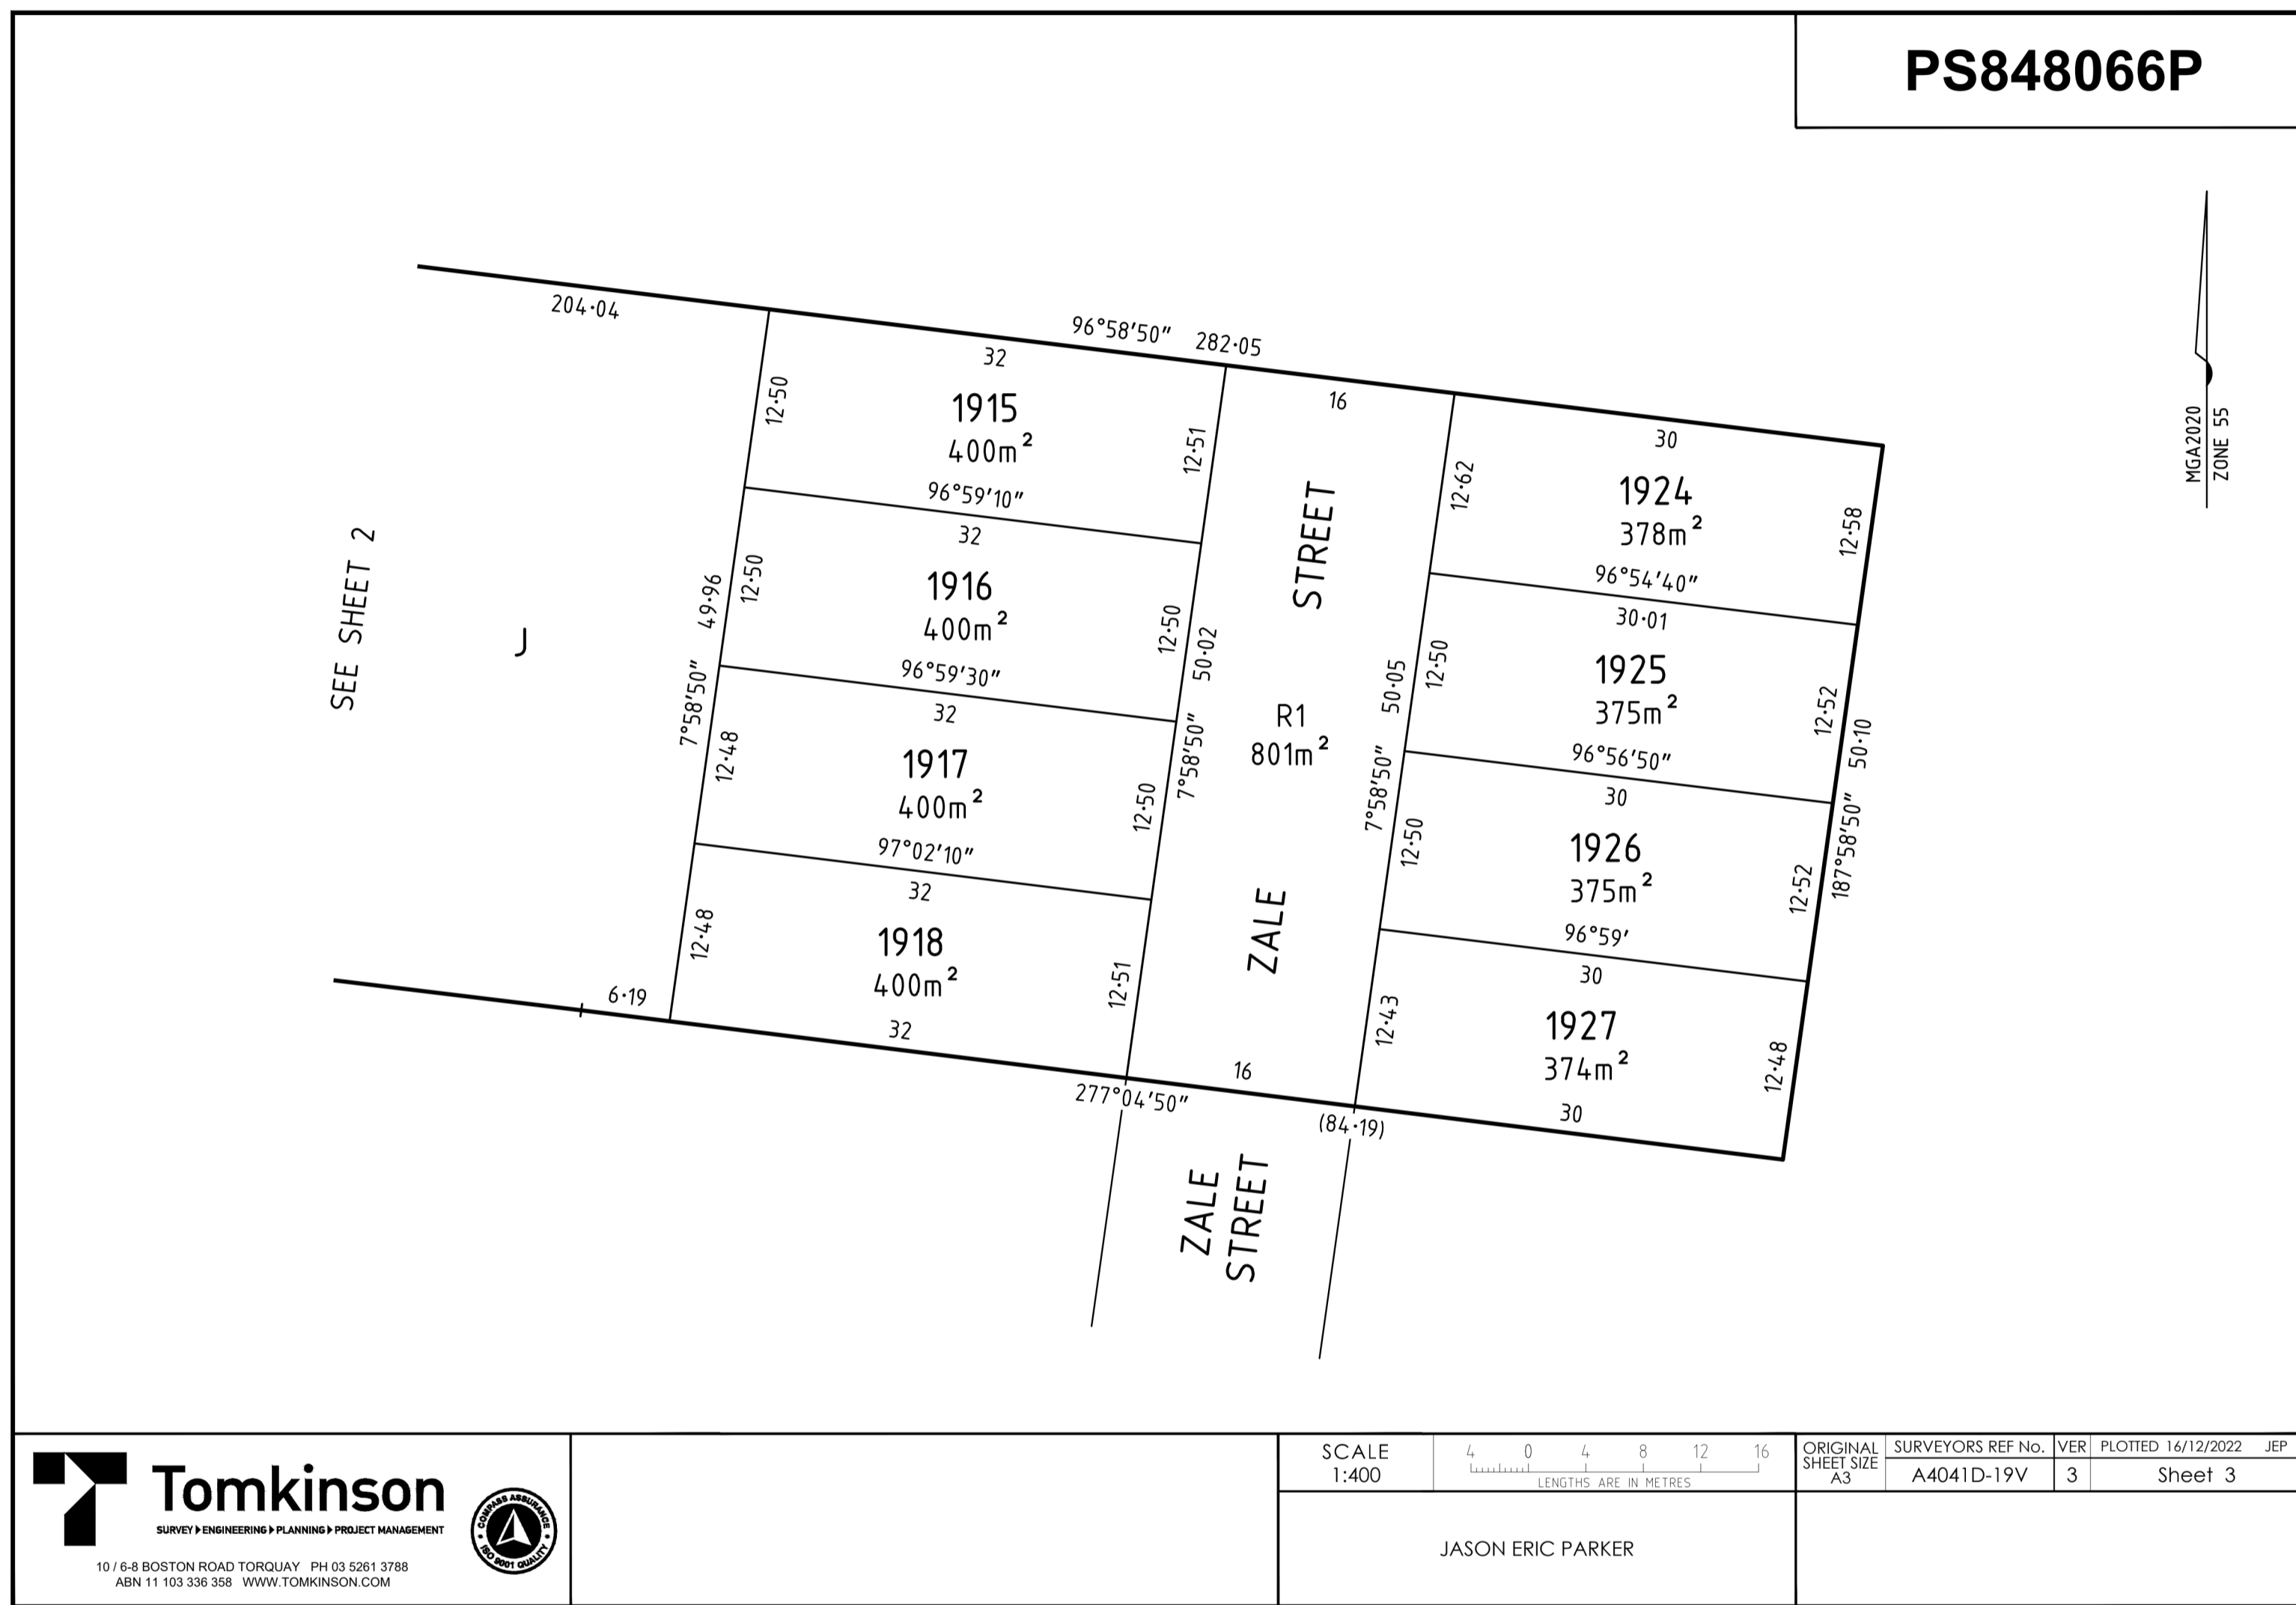 PS848066P
MGA2020
ZONE 55
204·04
96°58'50" 282·05
32
12·50
1915
400m²
12·51
96°59'10"
32
12·50
1916
400m²
12·50
96°59'30"
32
12·48
1917
400m²
12·50
97°02'10"
32
12·48
1918
400m²
12·51
32
6·19
SEE SHEET 2
J
7°58'50" 49·96
7°58'50" 50·02
16
ZALE STREET
R1
801m²
16
7°58'50" 50·05
30
12·62
1924
378m²
12·58
96°54'40"
30·01
12·50
1925
375m²
12·52
96°56'50"
30
12·50
1926
375m²
12·52
96°59'
30
12·43
1927
374m²
12·48
30
187°58'50" 50·10
277°04'50"
(84·19)
ZALE
STREET
Tomkinson
SURVEY ENGINEERING PLANNING PROJECT MANAGEMENT
10 / 6-8 BOSTON ROAD TORQUAY PH 03 5261 3788
ABN 11 103 336 358 WWW.TOMKINSON.COM
COMPASS ASSURANCE
ISO 9001 QUALITY
SCALE
1:400
4 0 4 8 12 16
LENGTHS ARE IN METRES
ORIGINAL
SHEET SIZE
A3
SURVEYORS REF No.
A4041D-19V
VER
3
PLOTTED 16/12/2022 JEP
Sheet 3
JASON ERIC PARKER